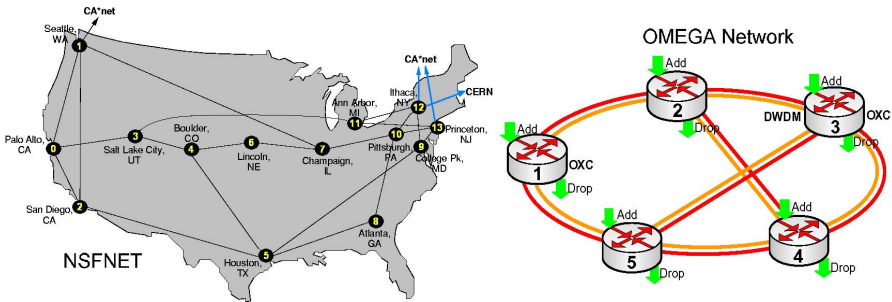 CA*net
Seattle,
WA
1
CA*net
CERN
Ithaca,
NY
12
Ann Arbor,
MI
11
13
Princeton,
NJ
10
Pittsburgh,
PA
9
College Pk,
MD
Palo Alto,
CA
0
3
Salt Lake City,
UT
Boulder,
CO
4
6
Lincoln,
NE
7
Champaign,
IL
San Diego,
CA
2
8
Atlanta,
GA
5
Houston,
TX
NSFNET
OMEGA Network
Add
2
Drop
Add
DWDM
3
OXC
Drop
Add
1
OXC
Drop
Add
5
Drop
Add
4
Drop